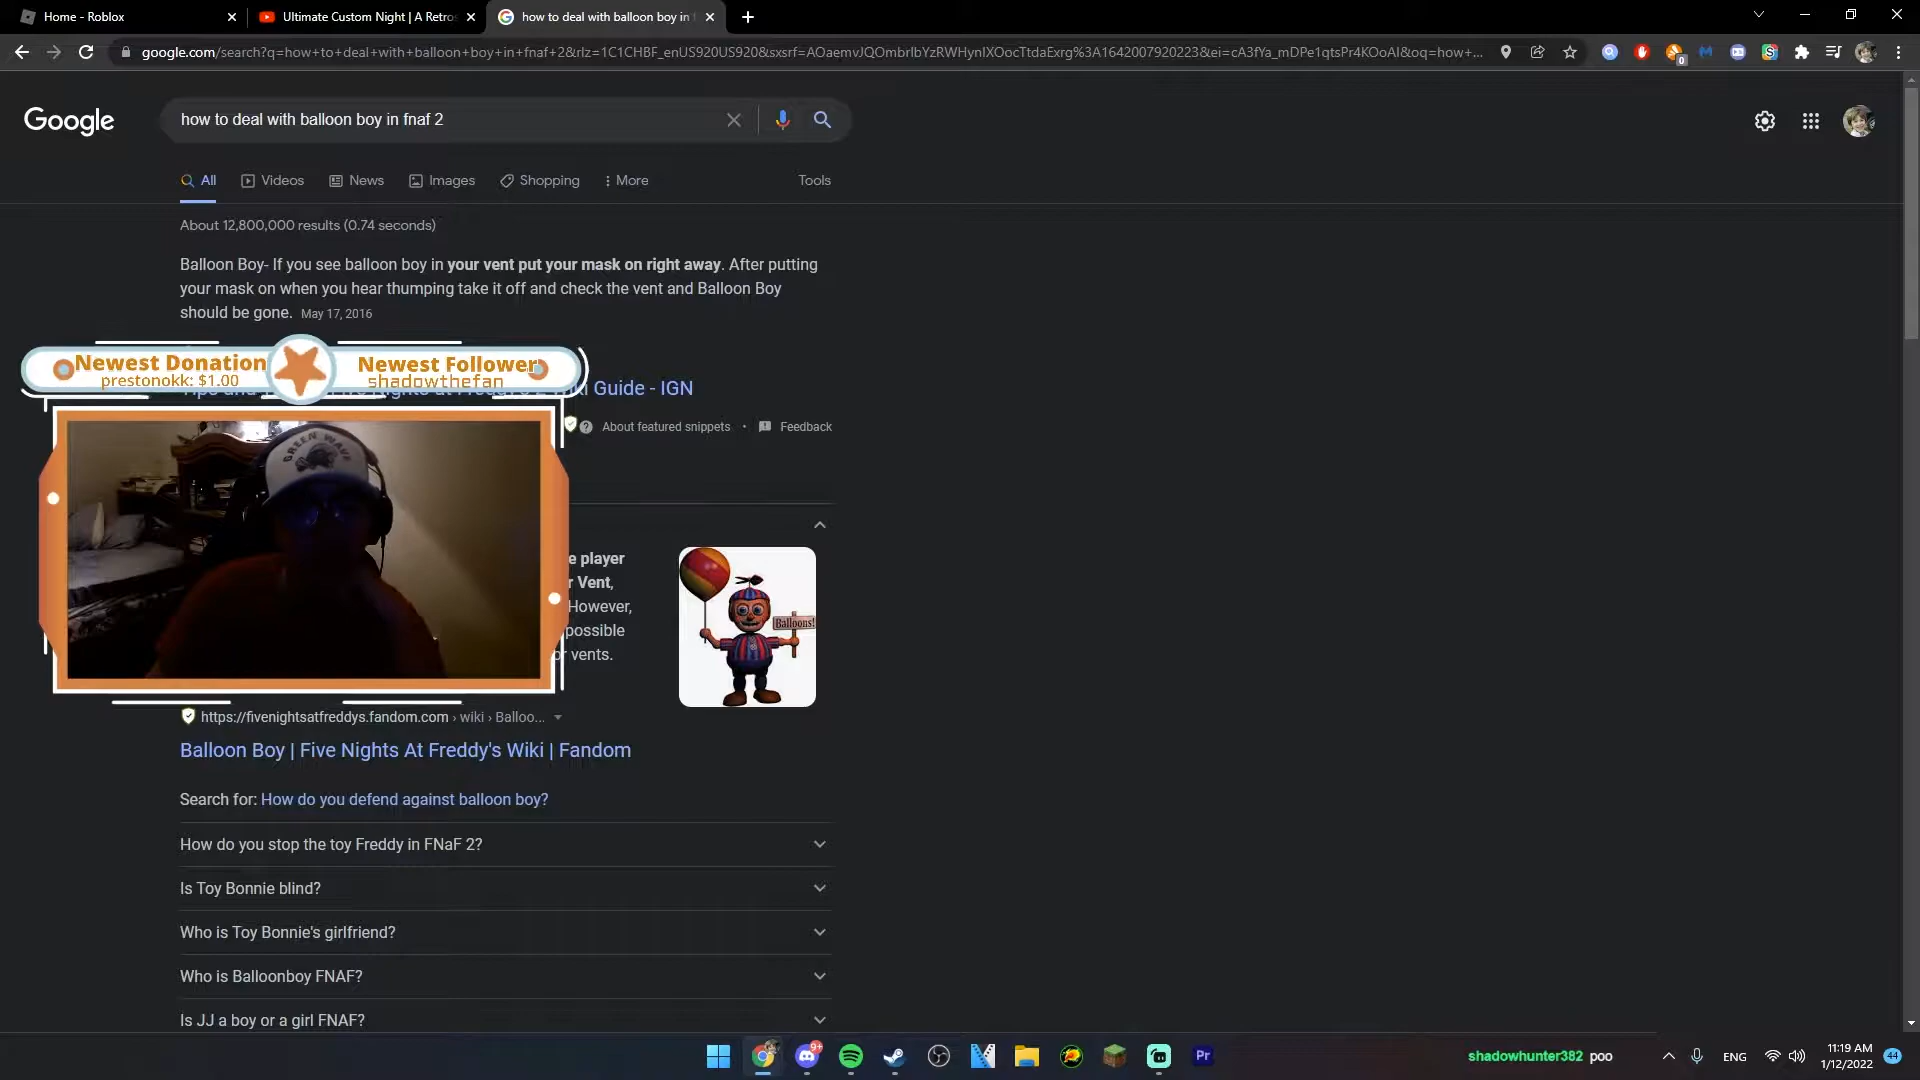 Home - Roblox
Ultimate Custom Night | A Retros
how to deal with balloon boy in f
google.com/search?q=how+to+deal+with+balloon+boy+in+fnaf+2&rlz=1C1CHBF_enUS920US920&sxsrf=AOaemvJQOmbrIbYzRWHynIXOocTtdaExrg%3A1642007920223&ei=cA3fYa_mDPe1qtsPr4KOoAI&oq=how+...
0
Google
how to deal with balloon boy in fnaf 2
All
Videos
News
Images
Shopping
More
Tools
About 12,800,000 results (0.74 seconds)
Balloon Boy- If you see balloon boy in your vent put your mask on right away. After putting
your mask on when you hear thumping take it off and check the vent and Balloon Boy
should be gone. May 17, 2016
Newest Donation
prestonokk: $1.00
Newest Follower
shadowthefan
Guide - IGN
About featured snippets
Feedback
GREEN WAVE
e player
r Vent,
However,
possible
or vents.
Balloons!
https://fivenightsatfreddys.fandom.com › wiki › Balloo...
Balloon Boy | Five Nights At Freddy's Wiki | Fandom
Search for: How do you defend against balloon boy?
How do you stop the toy Freddy in FNaF 2?
Is Toy Bonnie blind?
Who is Toy Bonnie's girlfriend?
Who is Balloonboy FNAF?
Is JJ a boy or a girl FNAF?
9+
Pr
shadowhunter382 poo
ENG
11:19 AM
1/12/2022
44